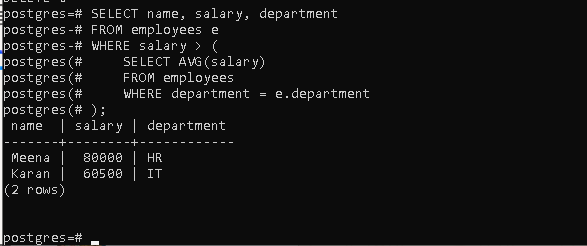 postgres=# SELECT name, salary, department
postgres-# FROM employees e
postgres-# WHERE salary > (
postgres(#     SELECT AVG(salary)
postgres(#     FROM employees
postgres(#     WHERE department = e.department
postgres(# );
 name  | salary | department
-------+--------+------------
 Meena |  80000 | HR
 Karan |  60500 | IT
(2 rows)
postgres=#